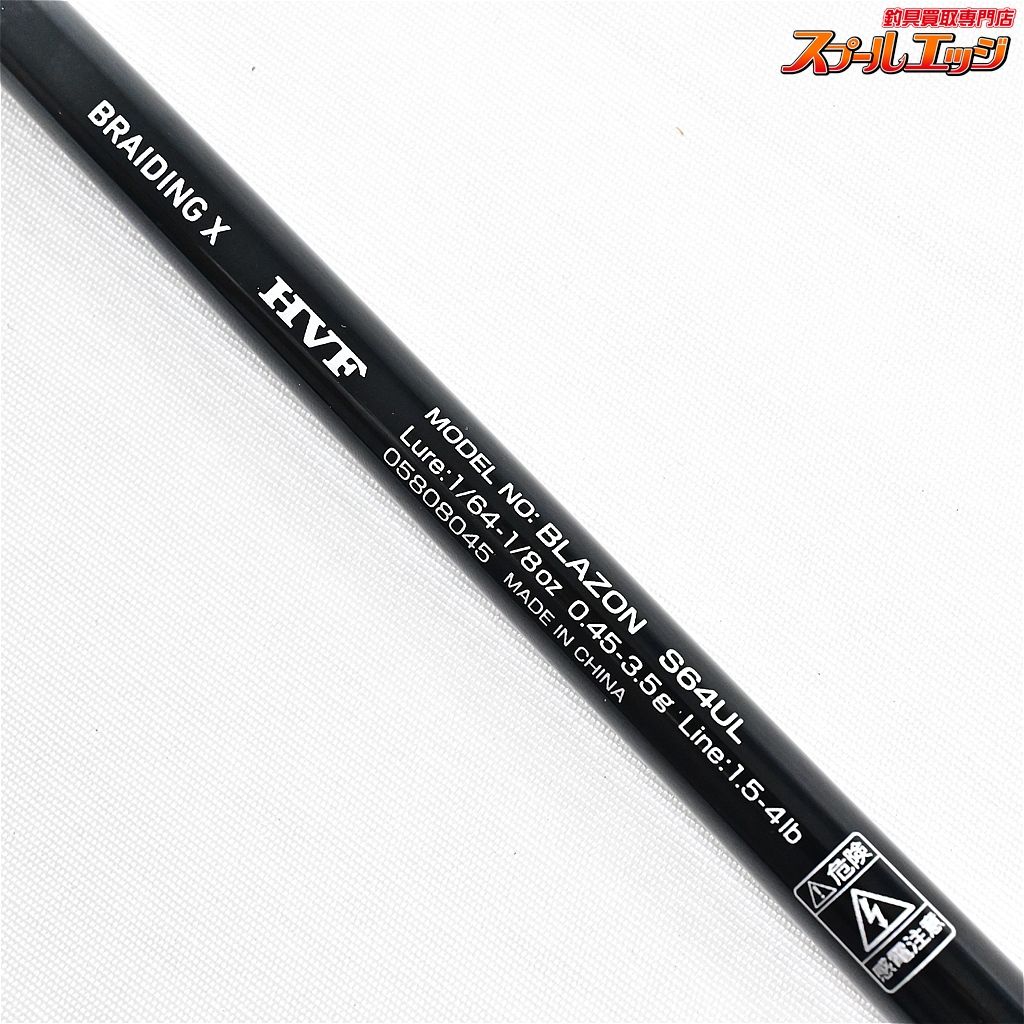 釣具買取専門店
スプールエッジ
BRAIDING X
HVF
MODEL NO: BLAZON S64UL
Lure:1/64-1/8oz 0.45-3.5g Line:1.5-4lb
05808045 MADE IN CHINA
危険
感電注意